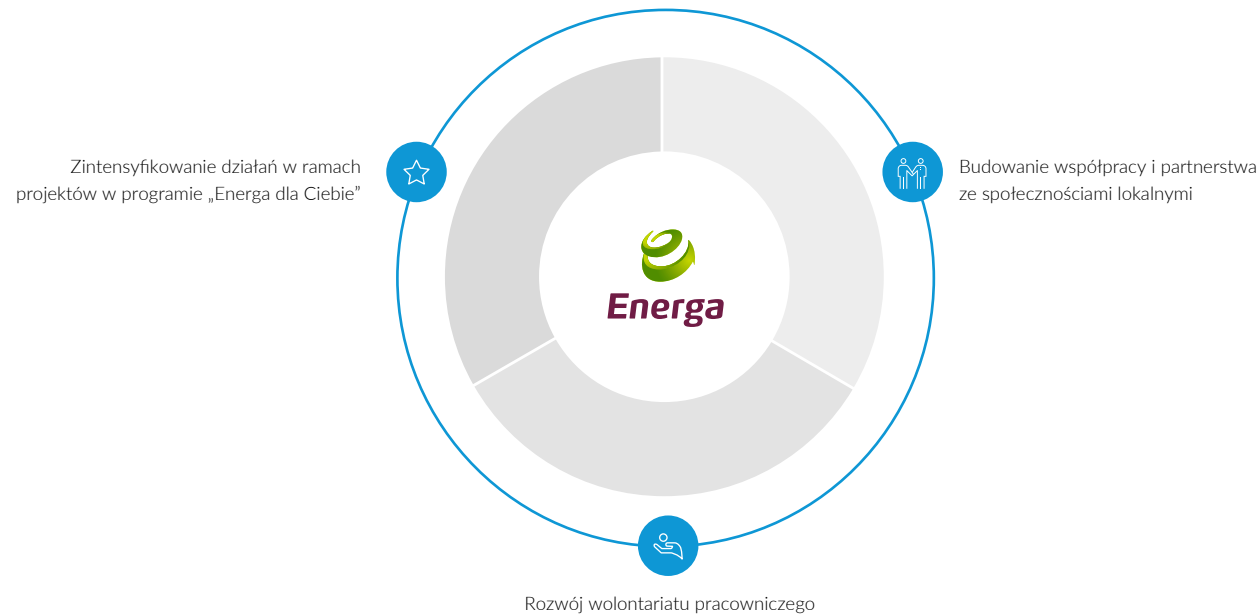 Zintensyfikowanie działań w ramach
projektów w programie „Energa dla Ciebie”
Budowanie współpracy i partnerstwa
ze społecznościami lokalnymi
Energa
Rozwój wolontariatu pracowniczego